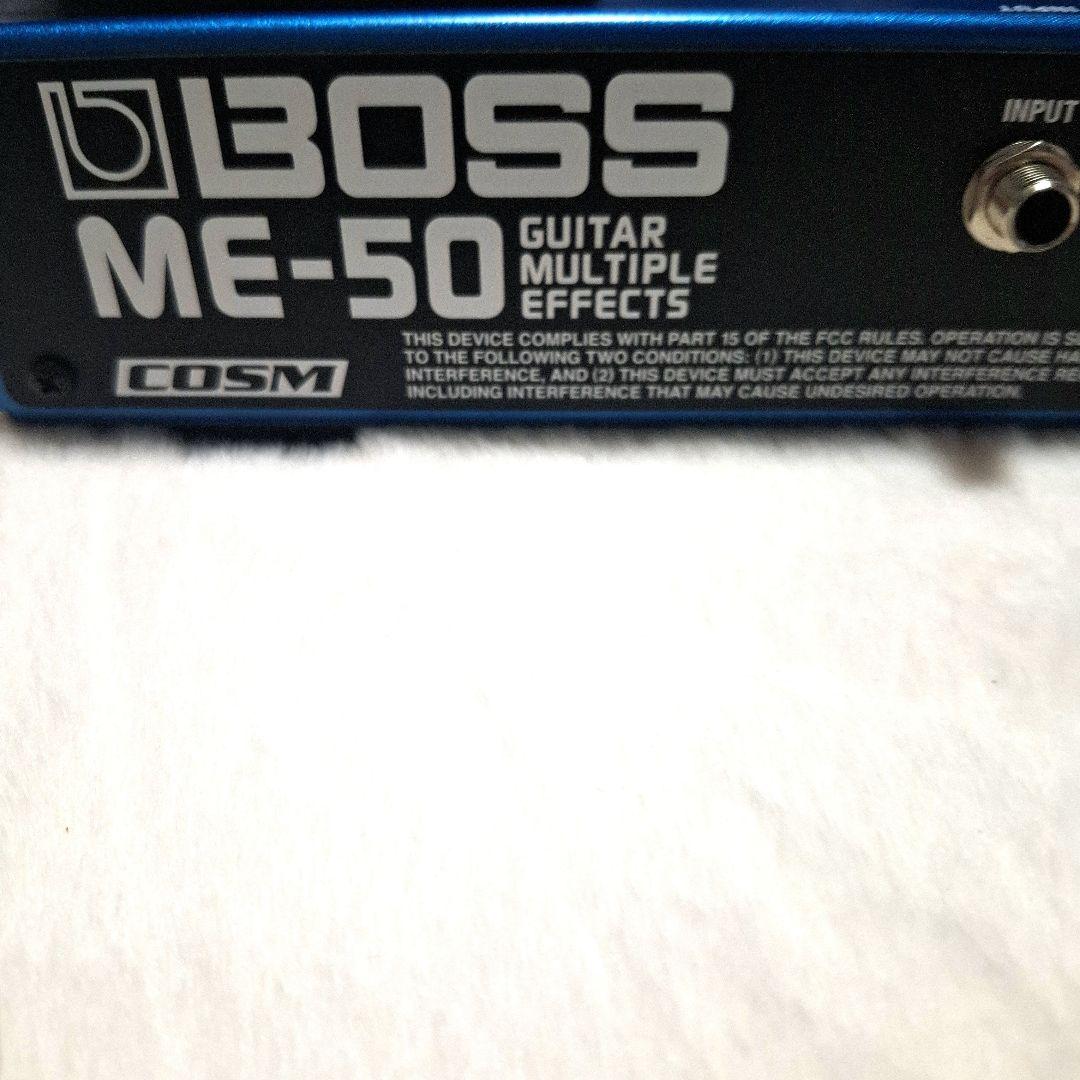 BOSS
INPUT
ME-50
GUITAR
MULTIPLE
EFFECTS
THIS DEVICE COMPLIES WITH PART 15 OF THE FCC RULES. OPERATION IS
TO THE FOLLOWING TWO CONDITIONS: (1) THIS DEVICE MAY NOT CAUSE
INTERFERENCE, AND (2) THIS DEVICE MUST ACCEPT ANY INTERFERENCE
INCLUDING INTERFERENCE THAT MAY CAUSE UNDESIRED OPERATION.
COSM